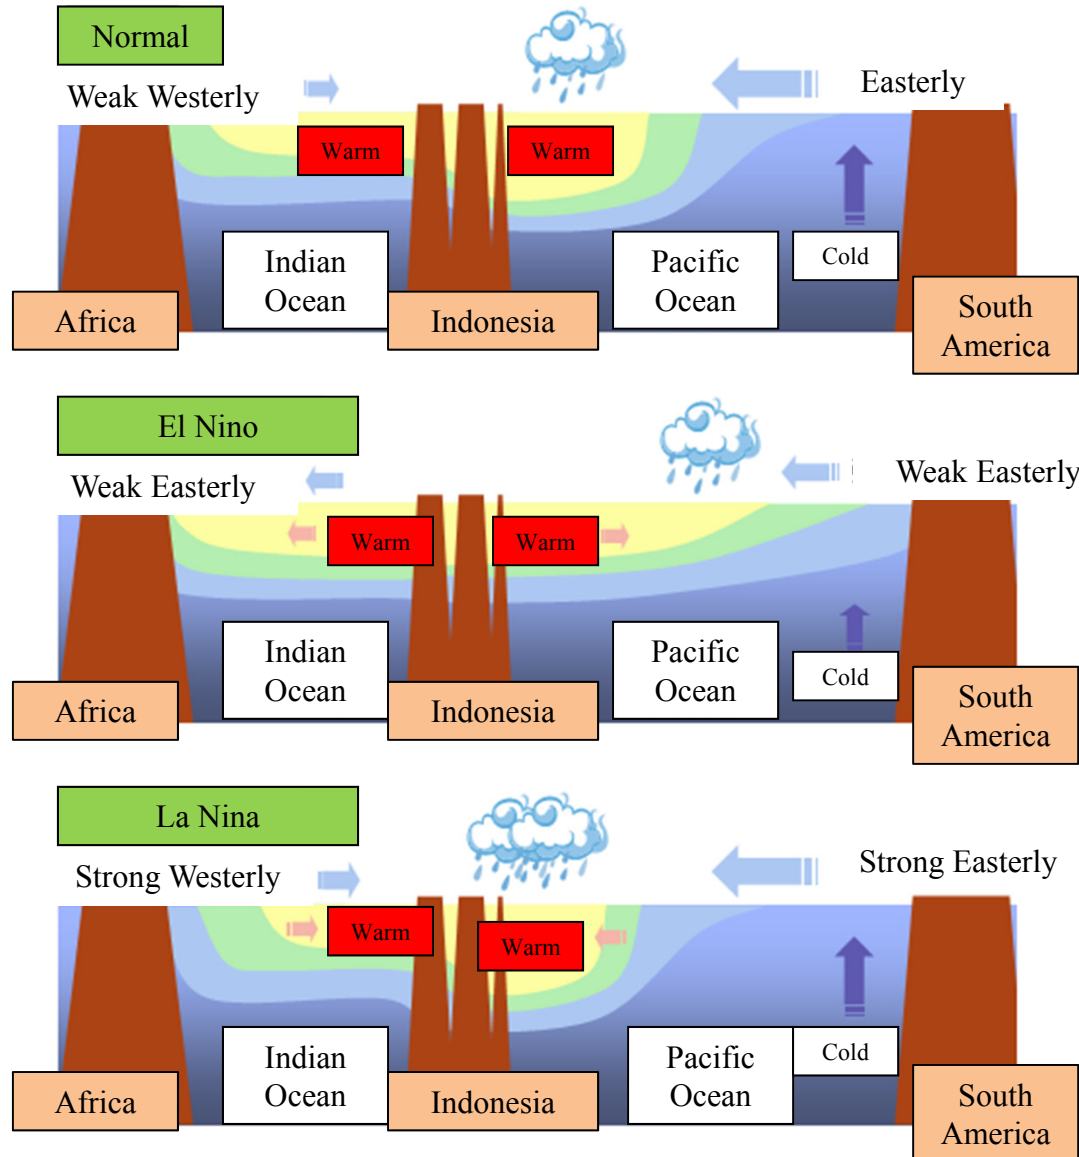 Normal
Weak Westerly
Easterly
Warm
Warm
Indian
Ocean
Pacific
Ocean
Cold
Africa
Indonesia
South
America
El Nino
Weak Easterly
Weak Easterly
Warm
Warm
Indian
Ocean
Pacific
Ocean
Cold
Africa
Indonesia
South
America
La Nina
Strong Westerly
Strong Easterly
Warm
Warm
Indian
Ocean
Pacific
Ocean
Cold
Africa
Indonesia
South
America